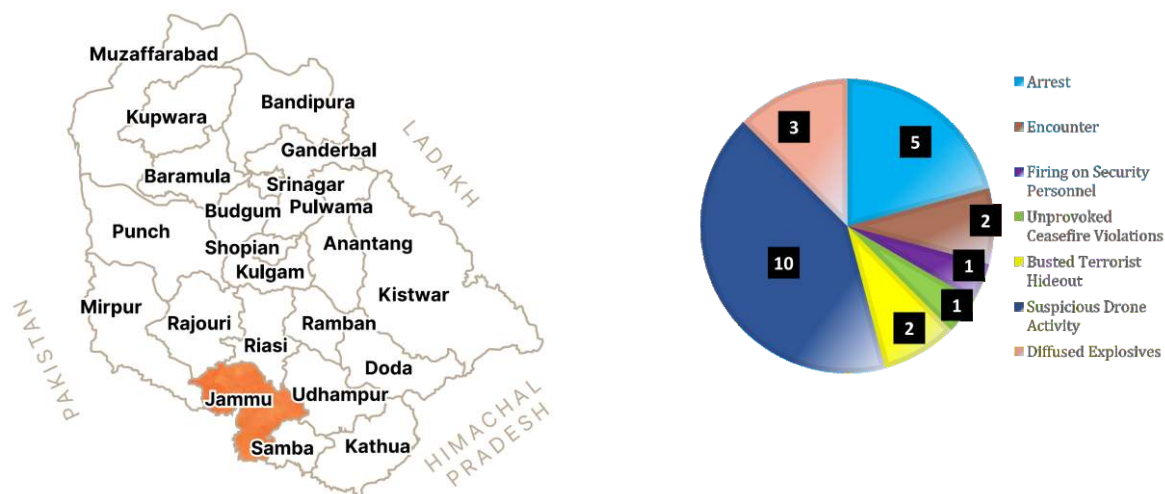 Muzaffarabad
Kupwara
Bandipura
Ganderbal
Baramula
Srinagar
Budgum
Pulwama
Punch
Shopian
Anantang
Kulgam
Kistwar
Mirpur
Rajouri
Ramban
Riasi
Doda
Jammu
Udhampur
Samba
Kathua
LADAKH
PAKISTAN
HIMACHAL
PRADESH
3
5
2
1
1
2
10
Arrest
Encounter
Firing on Security
Personnel
Unprovoked
Ceasefire Violations
Busted Terrorist
Hideout
Suspicious Drone
Activity
Diffused Explosives